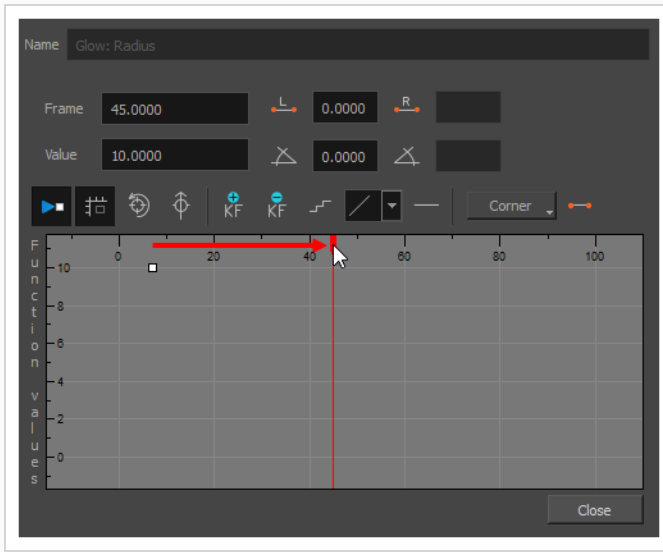 Name Glow: Radius
Frame 45.0000 L 0.0000 R
Value 10.0000 0.0000
KF KF Corner
Function values
0 20 40 60 80 100
10
8
6
4
2
0
Close